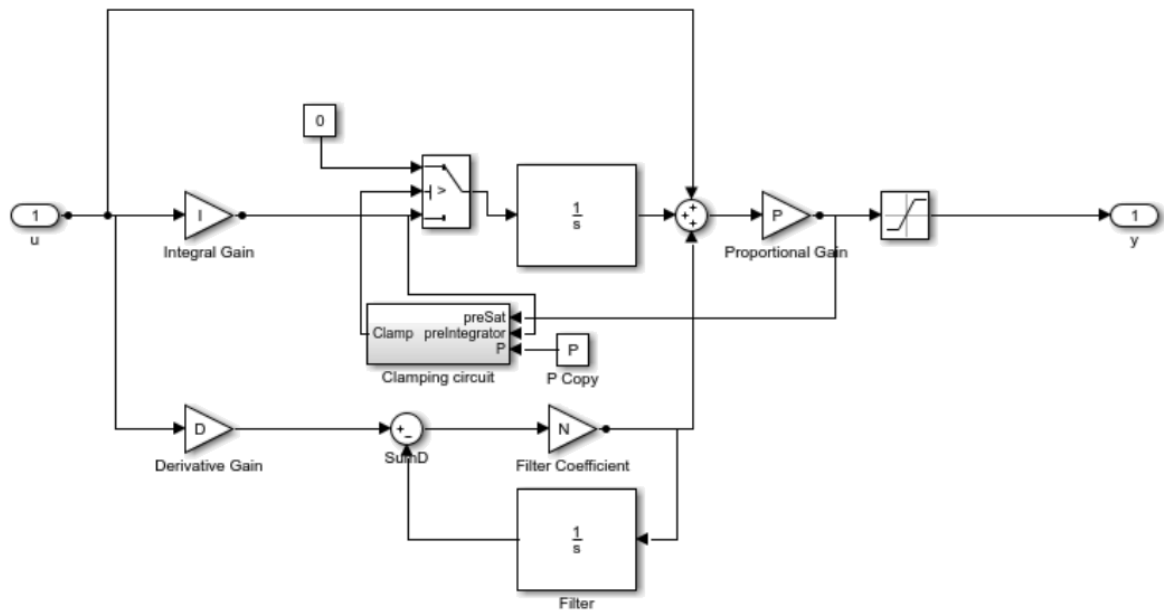 0
1
u
I
Integral Gain
>
1
s
+
+
+
P
Proportional Gain
1
y
preSat
Clamp preIntegrator
P
P
Clamping circuit
P Copy
D
Derivative Gain
+
−
SumD
N
Filter Coefficient
1
s
Filter